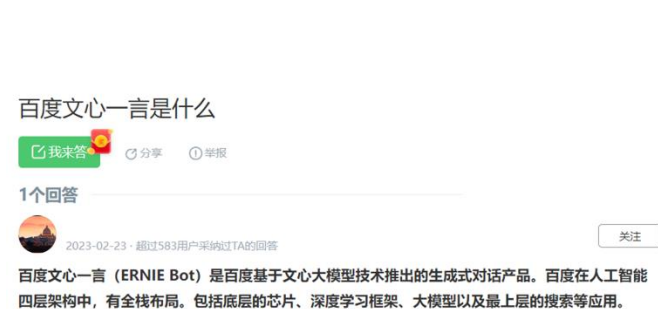 百度文心一言是什么
我来答 分享 举报
1个回答
2023-02-23 · 超过583用户采纳过TA的回答 关注
百度文心一言（ERNIE Bot）是百度基于文心大模型技术推出的生成式对话产品。百度在人工智能
四层架构中，有全栈布局。包括底层的芯片、深度学习框架、大模型以及最上层的搜索等应用。